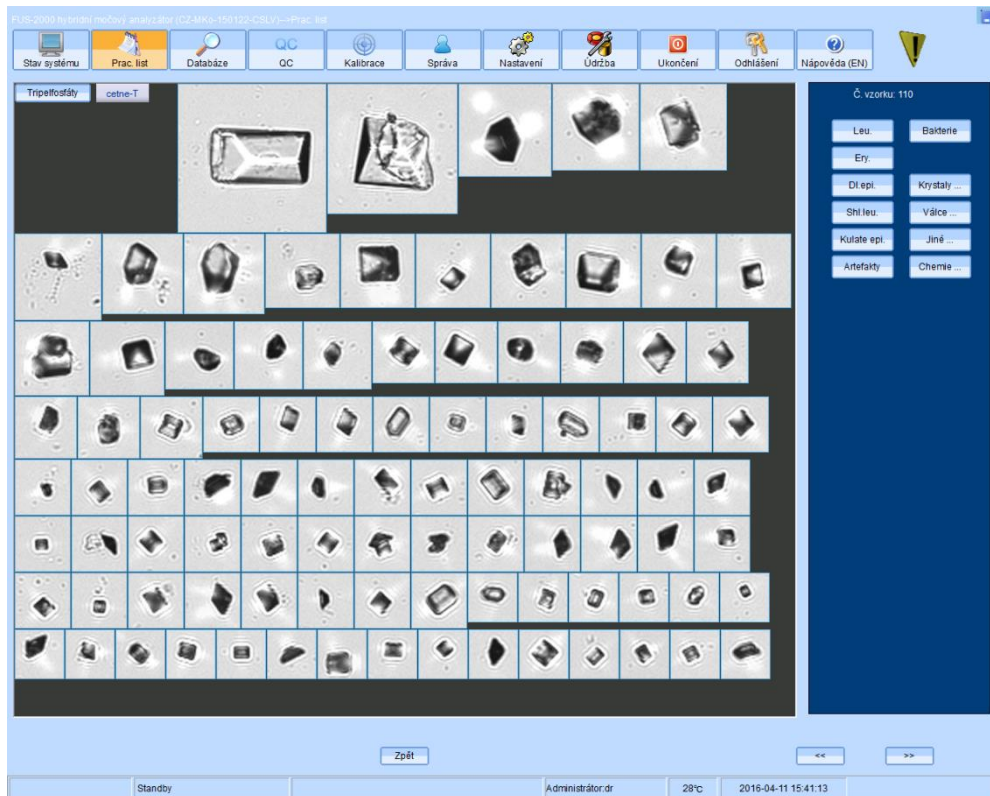 FUS-2000 hybridní močový analyzátor (CZ-MKo-150122-CSLV)-->Prac. list
Stav systému Prac. list Databáze QC Kalibrace Správa Nastavení Údržba Ukončení Odhlášení Nápověda (EN)
QC
Tripelfosfáty cetne-T
Č. vzorku: 110
Leu. Bakterie
Ery.
Dl.epi. Krystaly ...
Shl.leu. Válce ...
Kulate epi. Jiné ...
Artefakty Chemie ...
Zpět << >>
Standby Administrátor:dr 28°C 2016-04-11 15:41:13